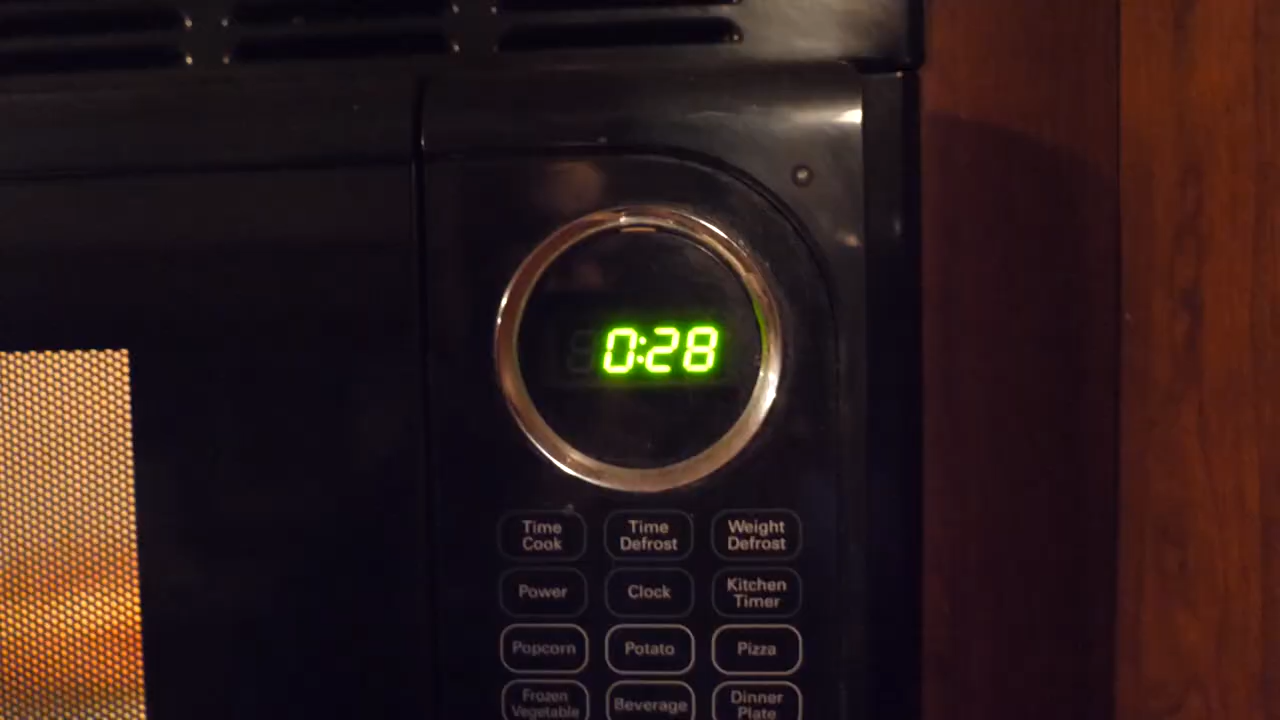 0:28
Time Cook
Time Defrost
Weight Defrost
Power
Clock
Kitchen Timer
Popcorn
Potato
Pizza
Frozen Vegetable
Beverage
Dinner Plate